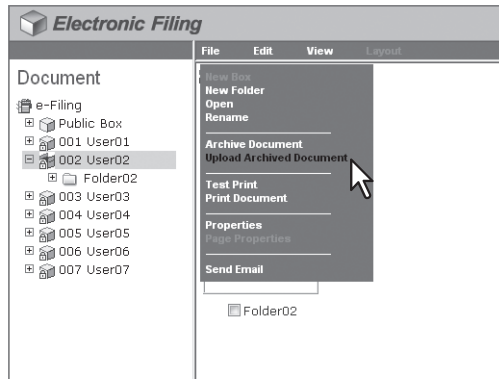 Electronic Filing
File Edit View Layout
Document
e-Filing
Public Box
001 User01
002 User02
Folder02
003 User03
004 User04
005 User05
006 User06
007 User07
New Box
New Folder
Open
Rename
Archive Document
Upload Archived Document
Test Print
Print Document
Properties
Page Properties
Send Email
Folder02